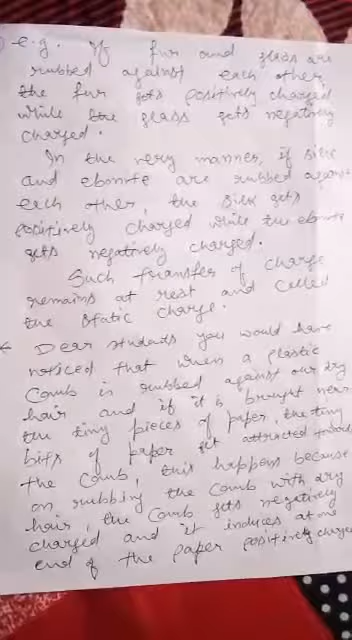 e.g. If fur and glass are
rubbed against each other,
the fur gets positively charged
while the glass gets negatively
charged.
In the very manner, if silk
and ebonite are rubbed against
each other, the silk gets
positively charged while the ebonite
gets negatively charged.
Such transfer of charge
remains at rest and called
the static charge.
Dear students you would have
noticed that when a plastic
comb is rubbed against our dry
hair and if it is brought near
the tiny pieces of paper, the tiny
bits of paper get attracted toward
the comb, this happens because
on rubbing the comb with dry
hair, the comb gets negatively
charged and it induces at one
end of the paper positively charge